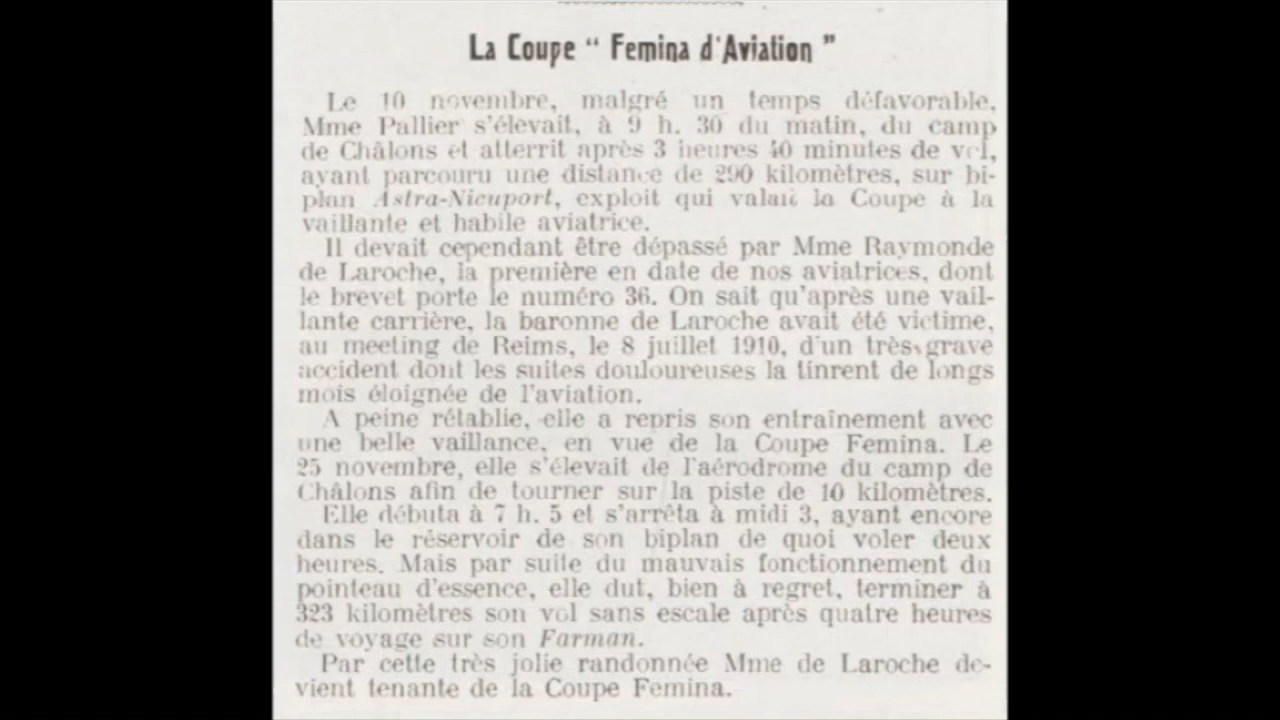 La Coupe “ Femina d'Aviation ”
Le 10 novembre, malgré un temps défavorable,
Mme Pallier s'élevait, à 9 h. 30 du matin, du camp
de Châlons et atterrit après 3 heures 40 minutes de vol,
ayant parcouru une distance de 290 kilomètres, sur bi-
plan Astra-Nieuport, exploit qui valait la Coupe à la
vaillante et habile aviatrice.
Il devait cependant être dépassé par Mme Raymonde
de Laroche, la première en date de nos aviatrices, dont
le brevet porte le numéro 36. On sait qu'après une vail-
lante carrière, la baronne de Laroche avait été victime,
au meeting de Reims, le 8 juillet 1910, d'un très grave
accident dont les suites douloureuses la tinrent de longs
mois éloignée de l'aviation.
A peine rétablie, elle a repris son entraînement avec
une belle vaillance, en vue de la Coupe Femina. Le
25 novembre, elle s'élevait de l'aérodrome du camp de
Châlons afin de tourner sur la piste de 10 kilomètres.
Elle débuta à 7 h. 5 et s'arrêta à midi 3, ayant encore
dans le réservoir de son biplan de quoi voler deux
heures. Mais par suite du mauvais fonctionnement du
pointeau d'essence, elle dut, bien à regret, terminer à
323 kilomètres son vol sans escale après quatre heures
de voyage sur son Farman.
Par cette très jolie randonnée Mme de Laroche de-
vient tenante de la Coupe Femina.